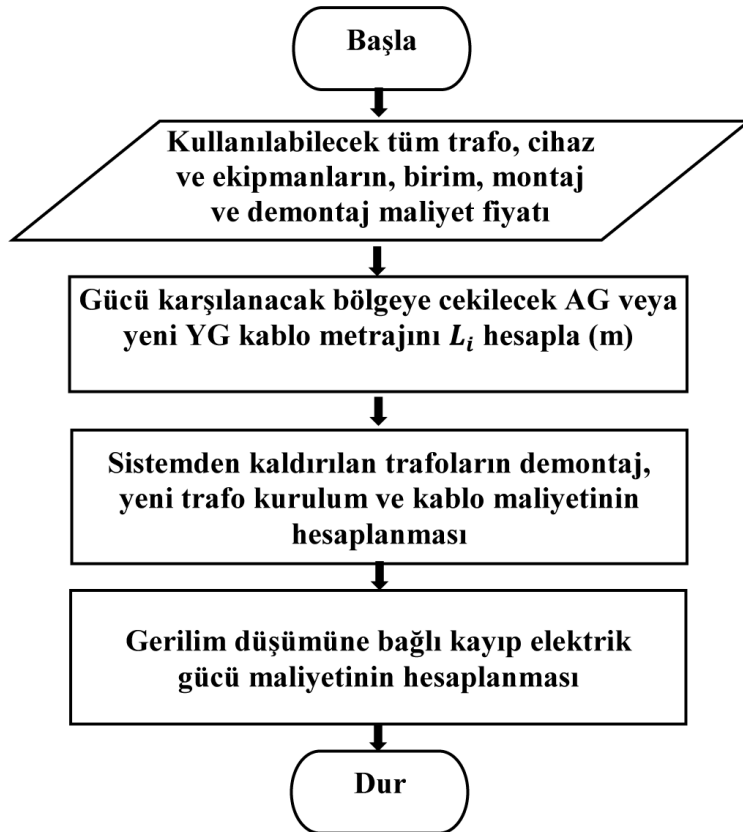 Başla
Kullanılabilecek tüm trafo, cihaz
ve ekipmanların, birim, montaj
ve demontaj maliyet fiyatı
Gücü karşılanacak bölgeye cekilecek AG veya
yeni YG kablo metrajını L_i hesapla (m)
Sistemden kaldırılan trafoların demontaj,
yeni trafo kurulum ve kablo maliyetinin
hesaplanması
Gerilim düşümüne bağlı kayıp elektrik
gücü maliyetinin hesaplanması
Dur